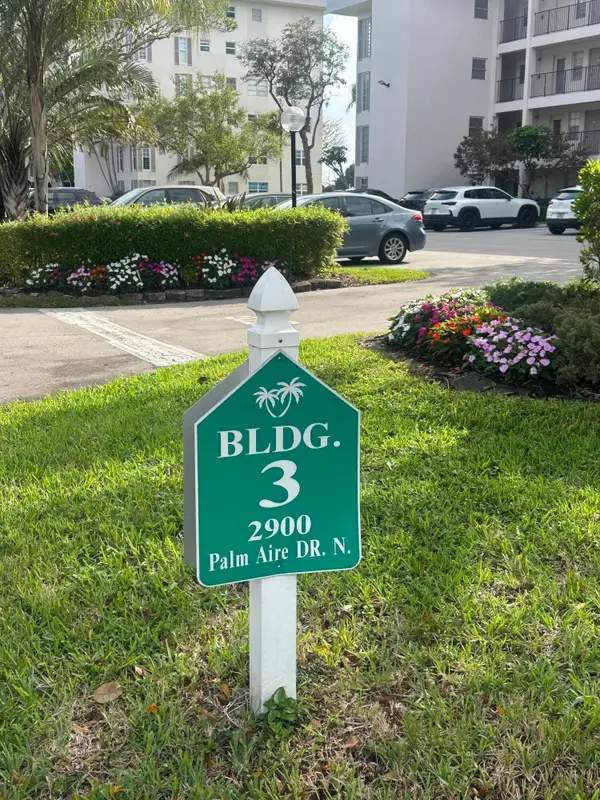 BLDG.
3
2900
Palm Aire DR. N.